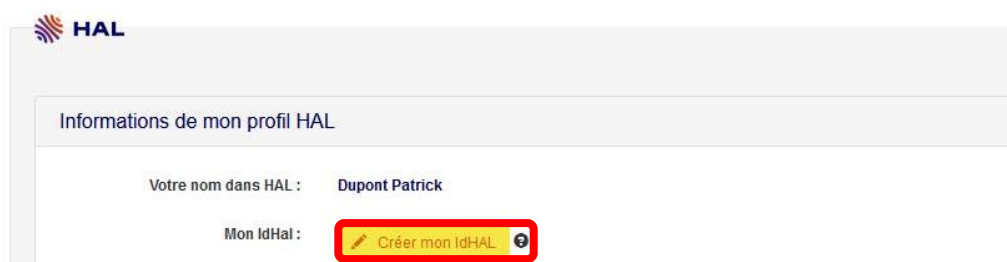 HAL
Informations de mon profil HAL
Votre nom dans HAL : Dupont Patrick
Mon IdHal : Créer mon IdHAL ?